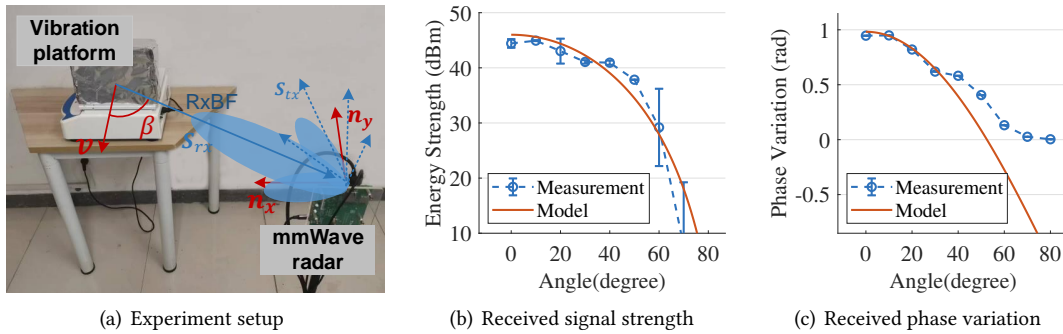 Vibration
platform
RxBF
s_tx
n_y
β
v
s_rx
n_x
mmWave
radar
(a) Experiment setup
50
40
30
20
10
Energy Strength (dBm)
Measurement
Model
0 20 40 60 80
Angle(degree)
(b) Received signal strength
1
0.5
0
-0.5
Phase Variation (rad)
Measurement
Model
0 20 40 60 80
Angle(degree)
(c) Received phase variation